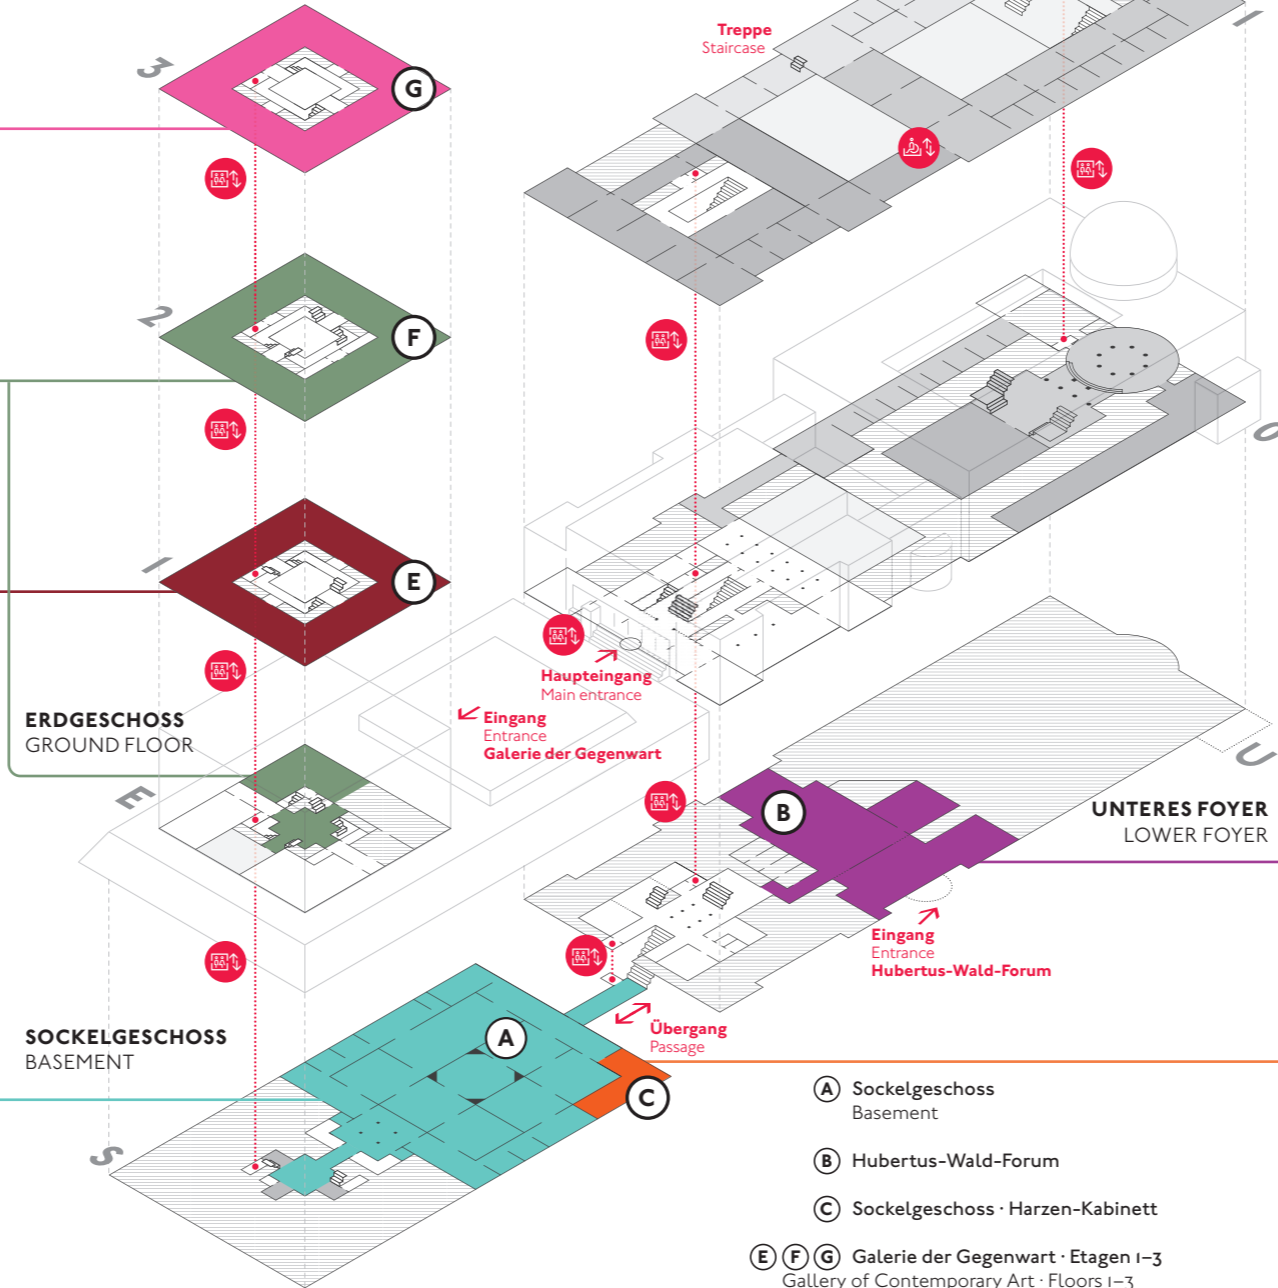 Treppe
Staircase
3
G
I
2
F
0
I
E
Haupteingang
Main entrance
Eingang
Entrance
Galerie der Gegenwart
ERDGESCHOSS
GROUND FLOOR
E
U
B
UNTERES FOYER
LOWER FOYER
Eingang
Entrance
Hubertus-Wald-Forum
Übergang
Passage
SOCKELGESCHOSS
BASEMENT
A
C
S
A Sockelgeschoss
Basement
B Hubertus-Wald-Forum
C Sockelgeschoss · Harzen-Kabinett
E F G Galerie der Gegenwart · Etagen 1–3
Gallery of Contemporary Art · Floors 1–3